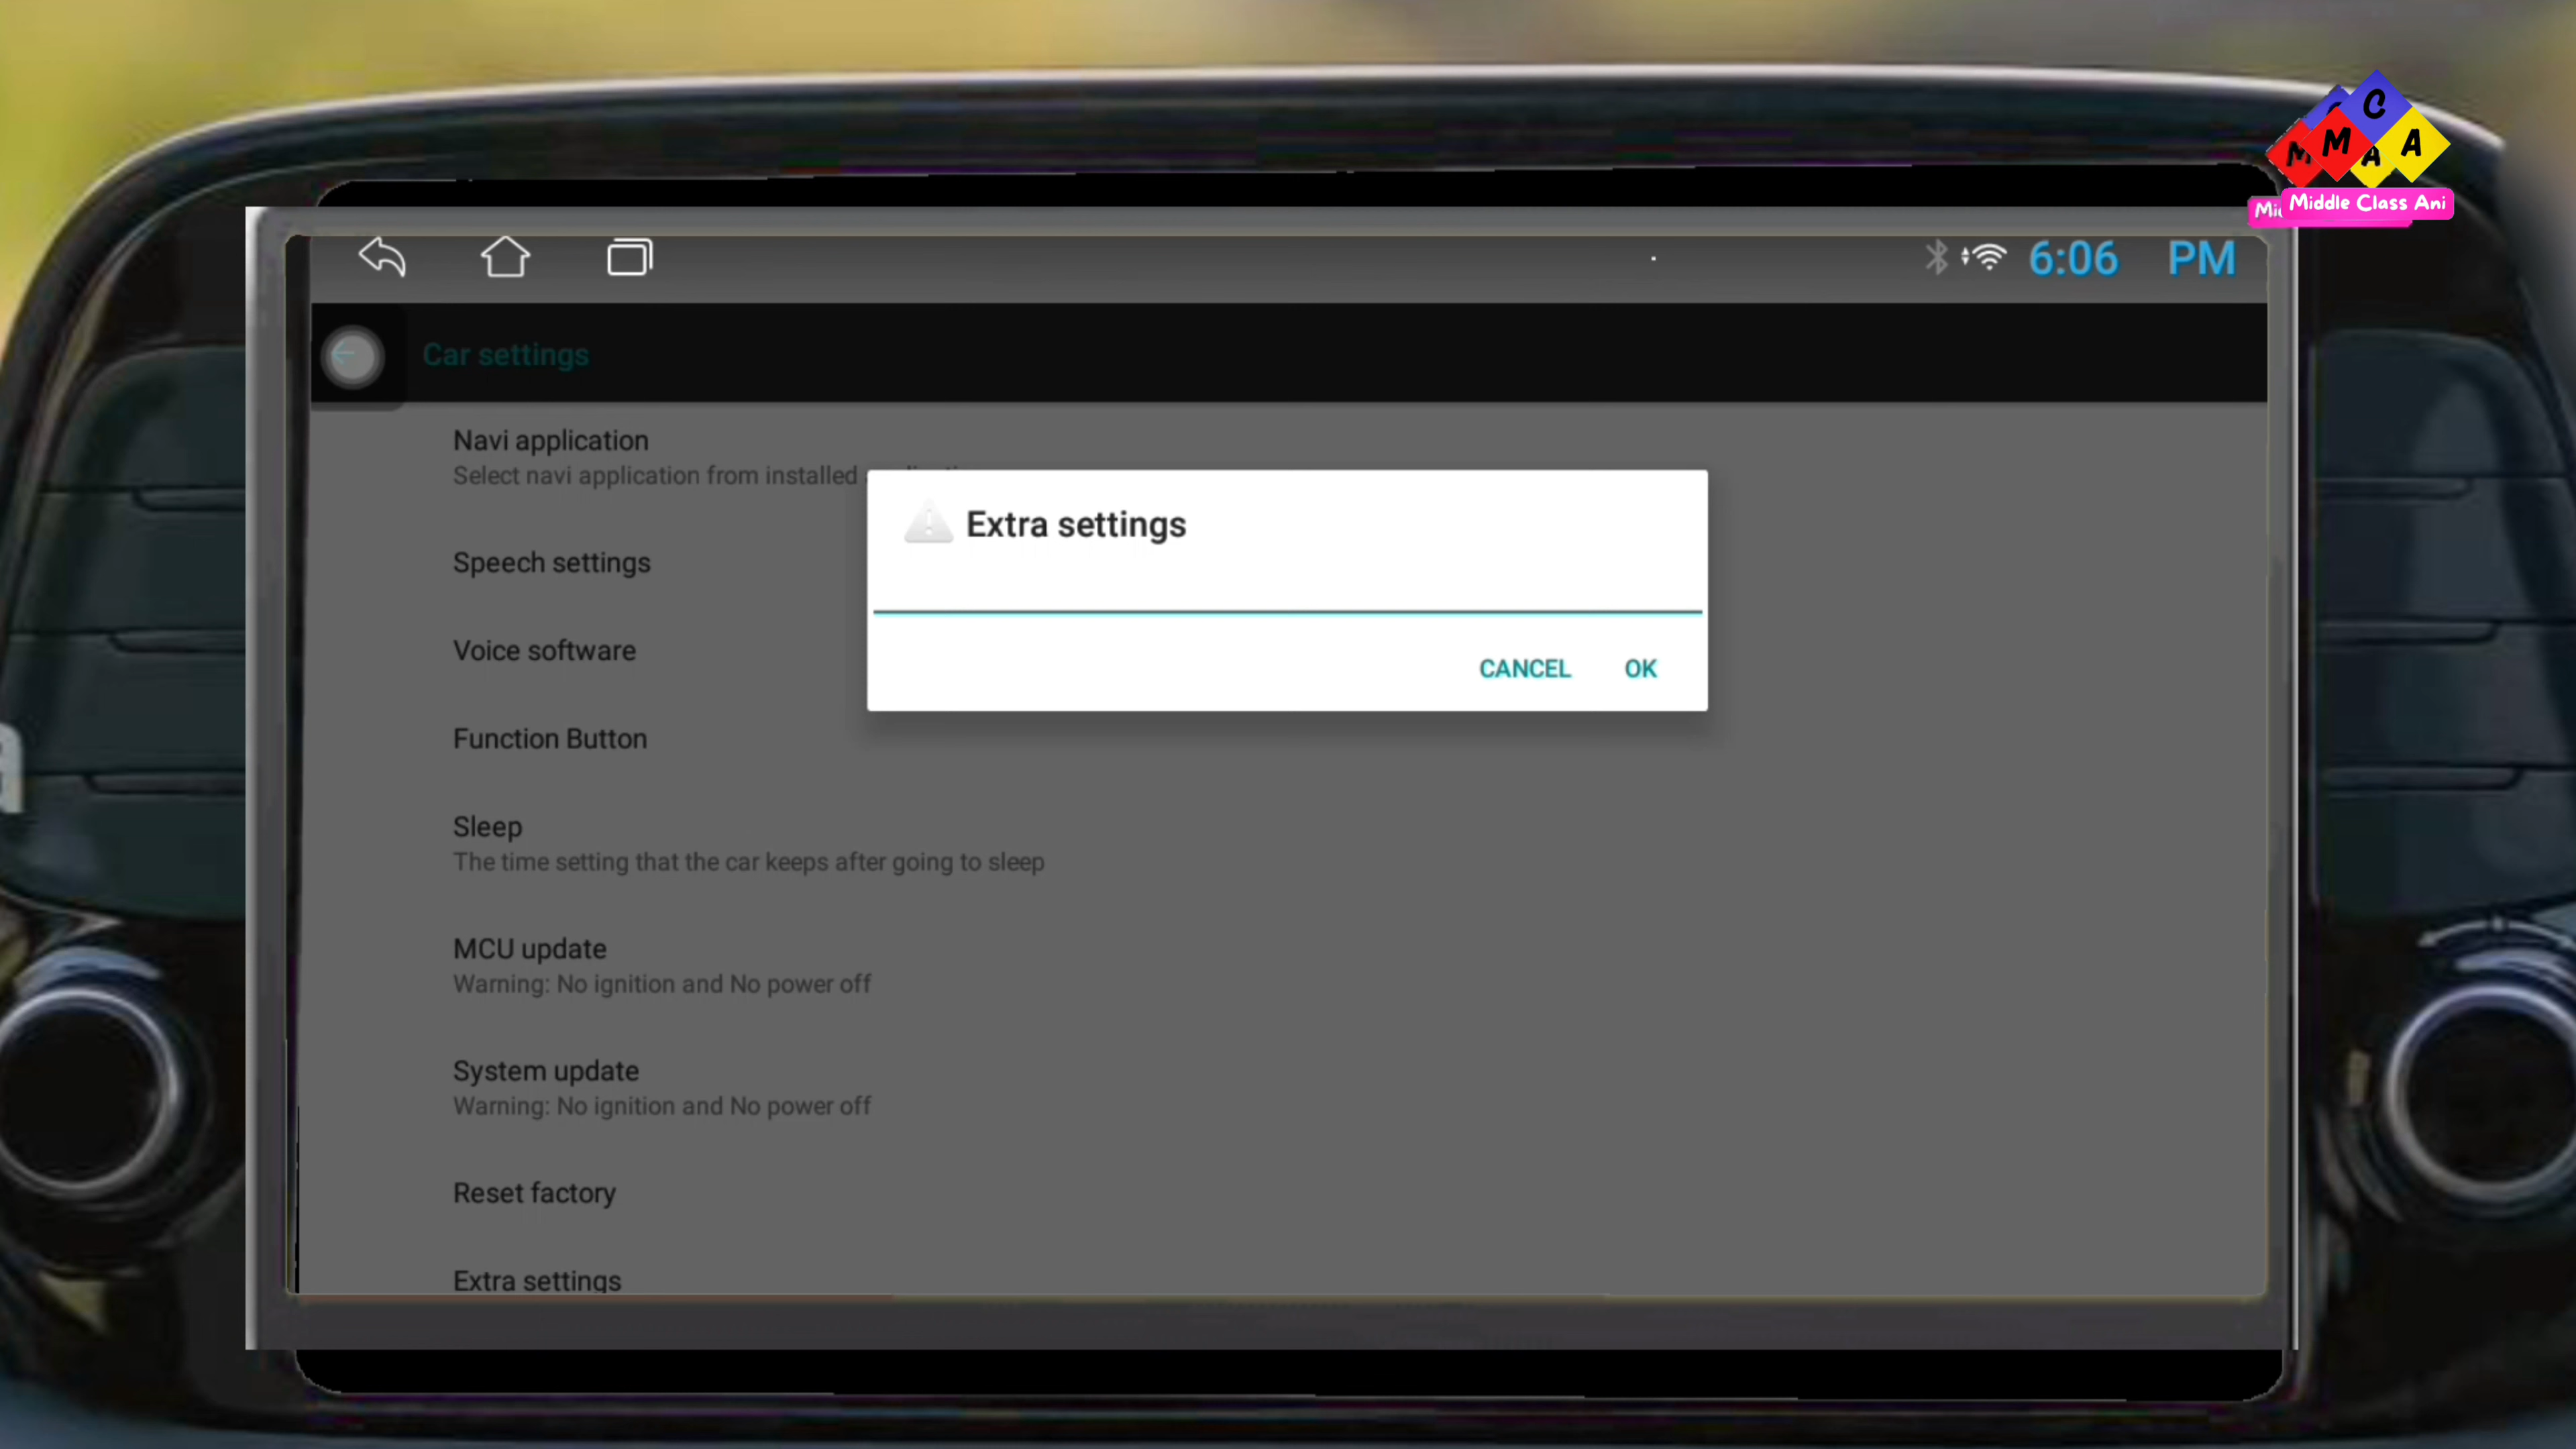 C
M A
M A
Middle Class Ani
6:06 PM
Car settings
Navi application
Select navi application from installed
Extra settings
Speech settings
Voice software
CANCEL OK
Function Button
Sleep
The time setting that the car keeps after going to sleep
MCU update
Warning: No ignition and No power off
System update
Warning: No ignition and No power off
Reset factory
Extra settings